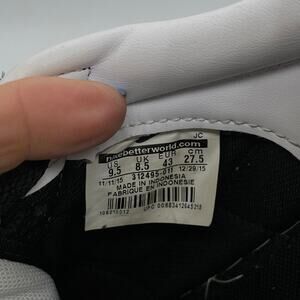 JC
nikebetterworld.com
US UK EUR cm
9.5 8.5 43 27.5
11/11/15 312495-011 12/29/15
MADE IN INDONESIA
FABRIQUE EN INDONESIE
UPC